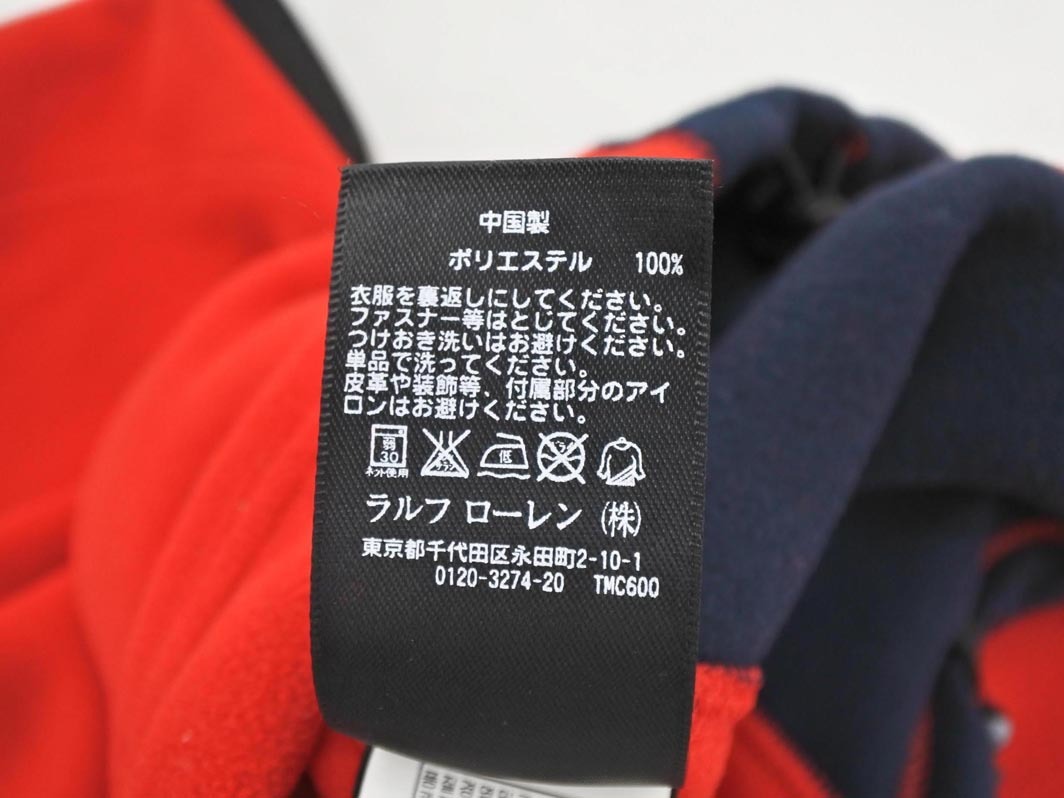 中国製
ポリエステル 100%
衣服を裏返しにしてください。
ファスナー等はとじてください。
つけおき洗いはお避けください。
単品で洗ってください。
皮革や装飾等、付属部分のアイ
ロンはお避けください。
弱
30
ネット使用
低
ドライ
ラルフ ローレン (株)
東京都千代田区永田町2-10-1
0120-3274-20 TMC600